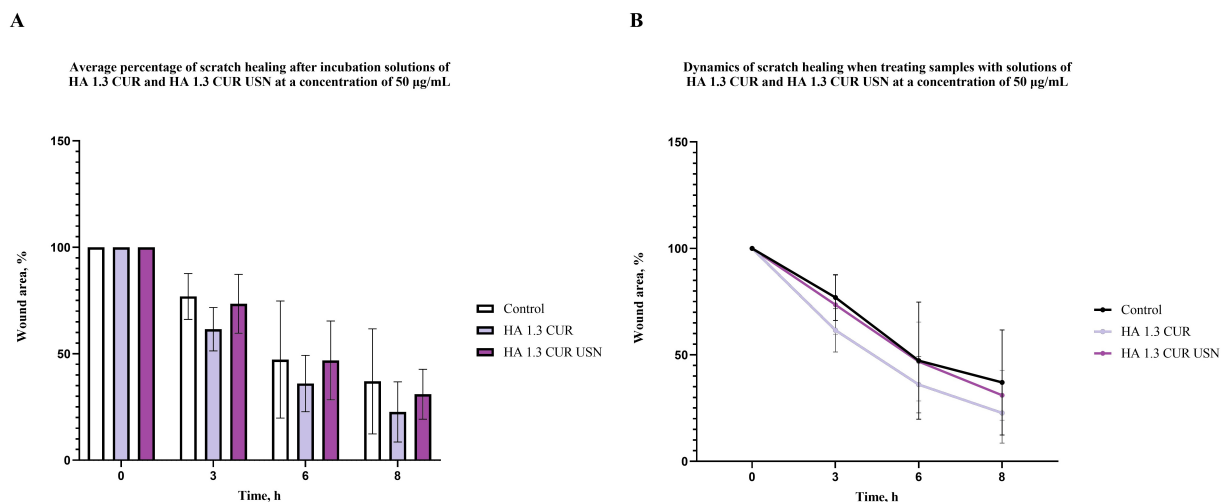 A
Average percentage of scratch healing after incubation solutions of
HA 1.3 CUR and HA 1.3 CUR USN at a concentration of 50 µg/mL
150
100
50
0
Wound area, %
0 3 6 8
Time, h
Control
HA 1.3 CUR
HA 1.3 CUR USN
B
Dynamics of scratch healing when treating samples with solutions of
HA 1.3 CUR and HA 1.3 CUR USN at a concentration of 50 µg/mL
150
100
50
0
Wound area, %
0 3 6 8
Time, h
Control
HA 1.3 CUR
HA 1.3 CUR USN